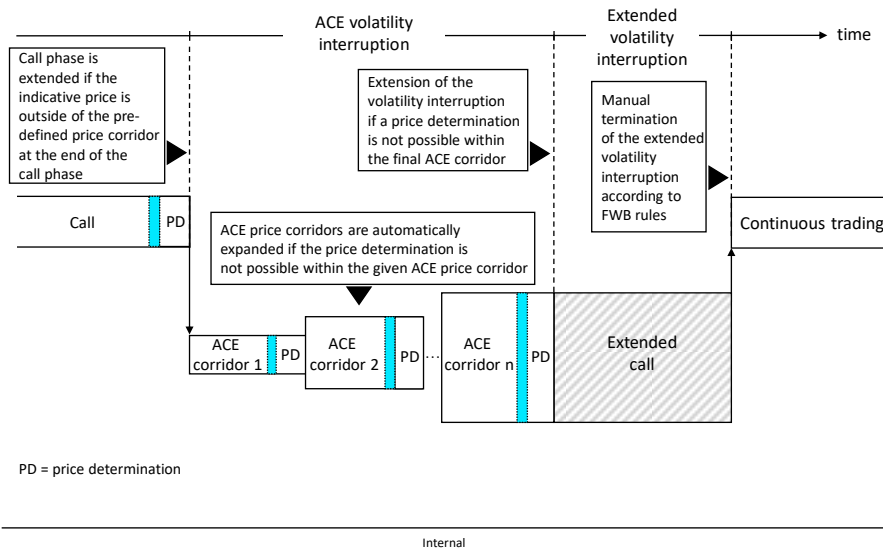 ACE volatility
interruption
Extended
volatility
interruption
time
Call phase is
extended if the
indicative price is
outside of the pre-
defined price corridor
at the end of the
call phase
Extension of the
volatility interruption
if a price determination
is not possible within
the final ACE corridor
Manual
termination
of the extended
volatility
interruption
according to
FWB rules
Call
PD
ACE price corridors are automatically
expanded if the price determination is
not possible within the given ACE price corridor
Continuous trading
ACE
corridor 1
PD
ACE
corridor 2
PD
...
ACE
corridor n
PD
Extended
call
PD = price determination
Internal